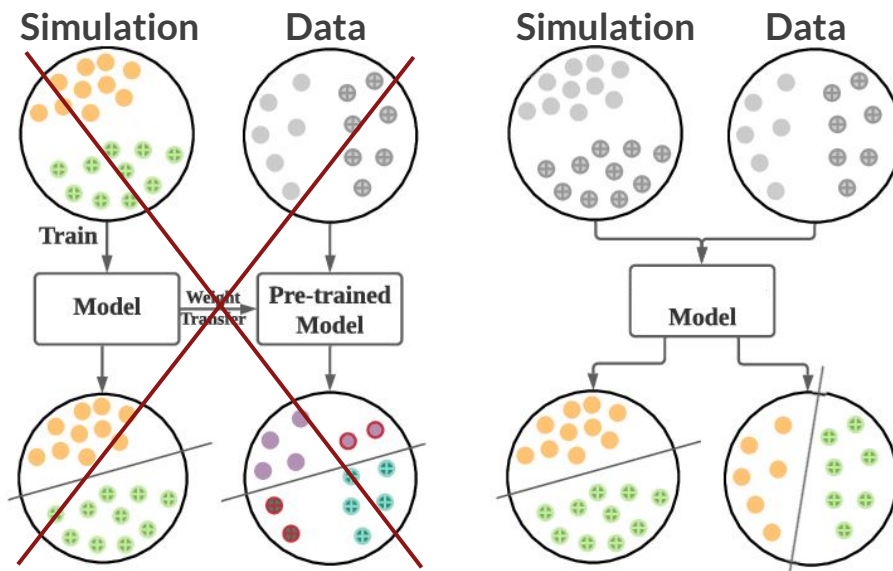 Simulation Data
Simulation Data
Train
Model
Weight
Transfer
Pre-trained
Model
Model